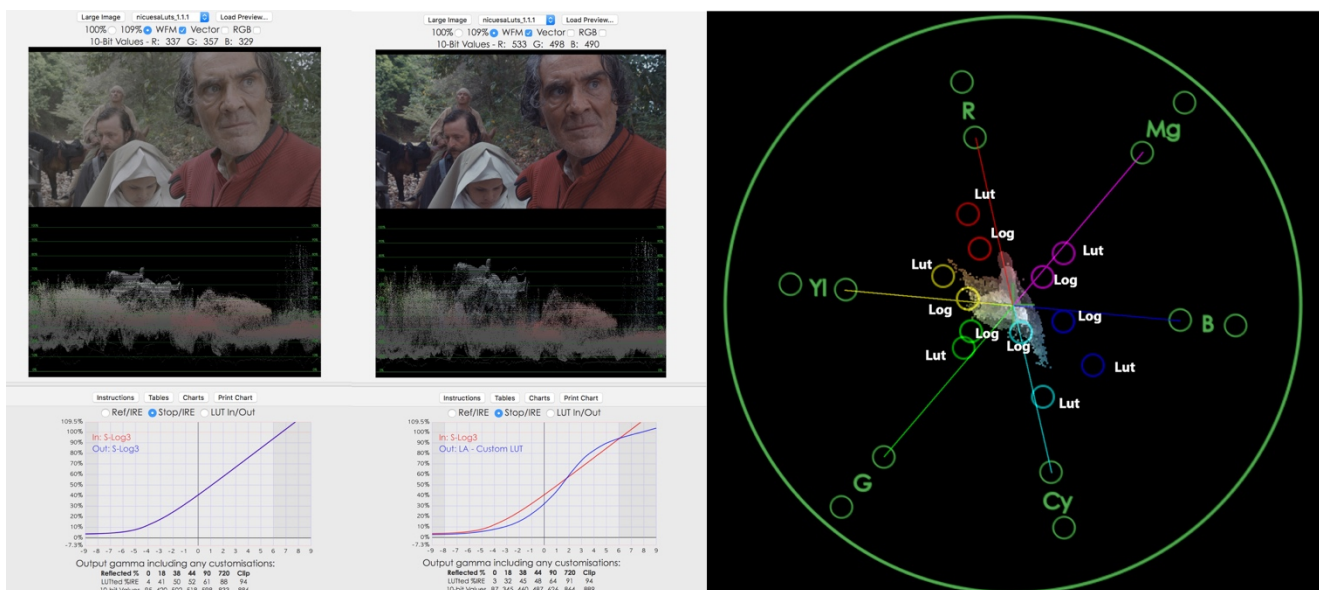 Large Image nicuesaLuts_1.1.1 Load Preview...
100% 109% WFM Vector RGB
10-Bit Values - R: 337 G: 357 B: 329
Instructions Tables Charts Print Chart
Ref/IRE Stop/IRE LUT In/Out
109.5%
100%
90%
80%
70%
60%
50%
40%
30%
20%
10%
0%
-7.3%
In: S-Log3
Out: S-Log3
-9 -8 -7 -6 -5 -4 -3 -2 -1 0 1 2 3 4 5 6 7 8 9
Output gamma including any customisations:
Reflected % 0 18 38 44 90 720 Clip
LUTted %IRE 4 41 50 52 61 88 94
Large Image nicuesaLuts_1.1.1 Load Preview...
100% 109% WFM Vector RGB
10-Bit Values - R: 533 G: 498 B: 490
Instructions Tables Charts Print Chart
Ref/IRE Stop/IRE LUT In/Out
109.5%
100%
90%
80%
70%
60%
50%
40%
30%
20%
10%
0%
-7.3%
In: S-Log3
Out: LA - Custom LUT
-9 -8 -7 -6 -5 -4 -3 -2 -1 0 1 2 3 4 5 6 7 8 9
Output gamma including any customisations:
Reflected % 0 18 38 44 90 720 Clip
LUTted %IRE 3 32 45 48 64 91 94
R
Mg
Lut
Log
Lut
Lut
Log
Yl
Log
Log
B
Log
Log
Lut
Lut
Lut
G
Cy